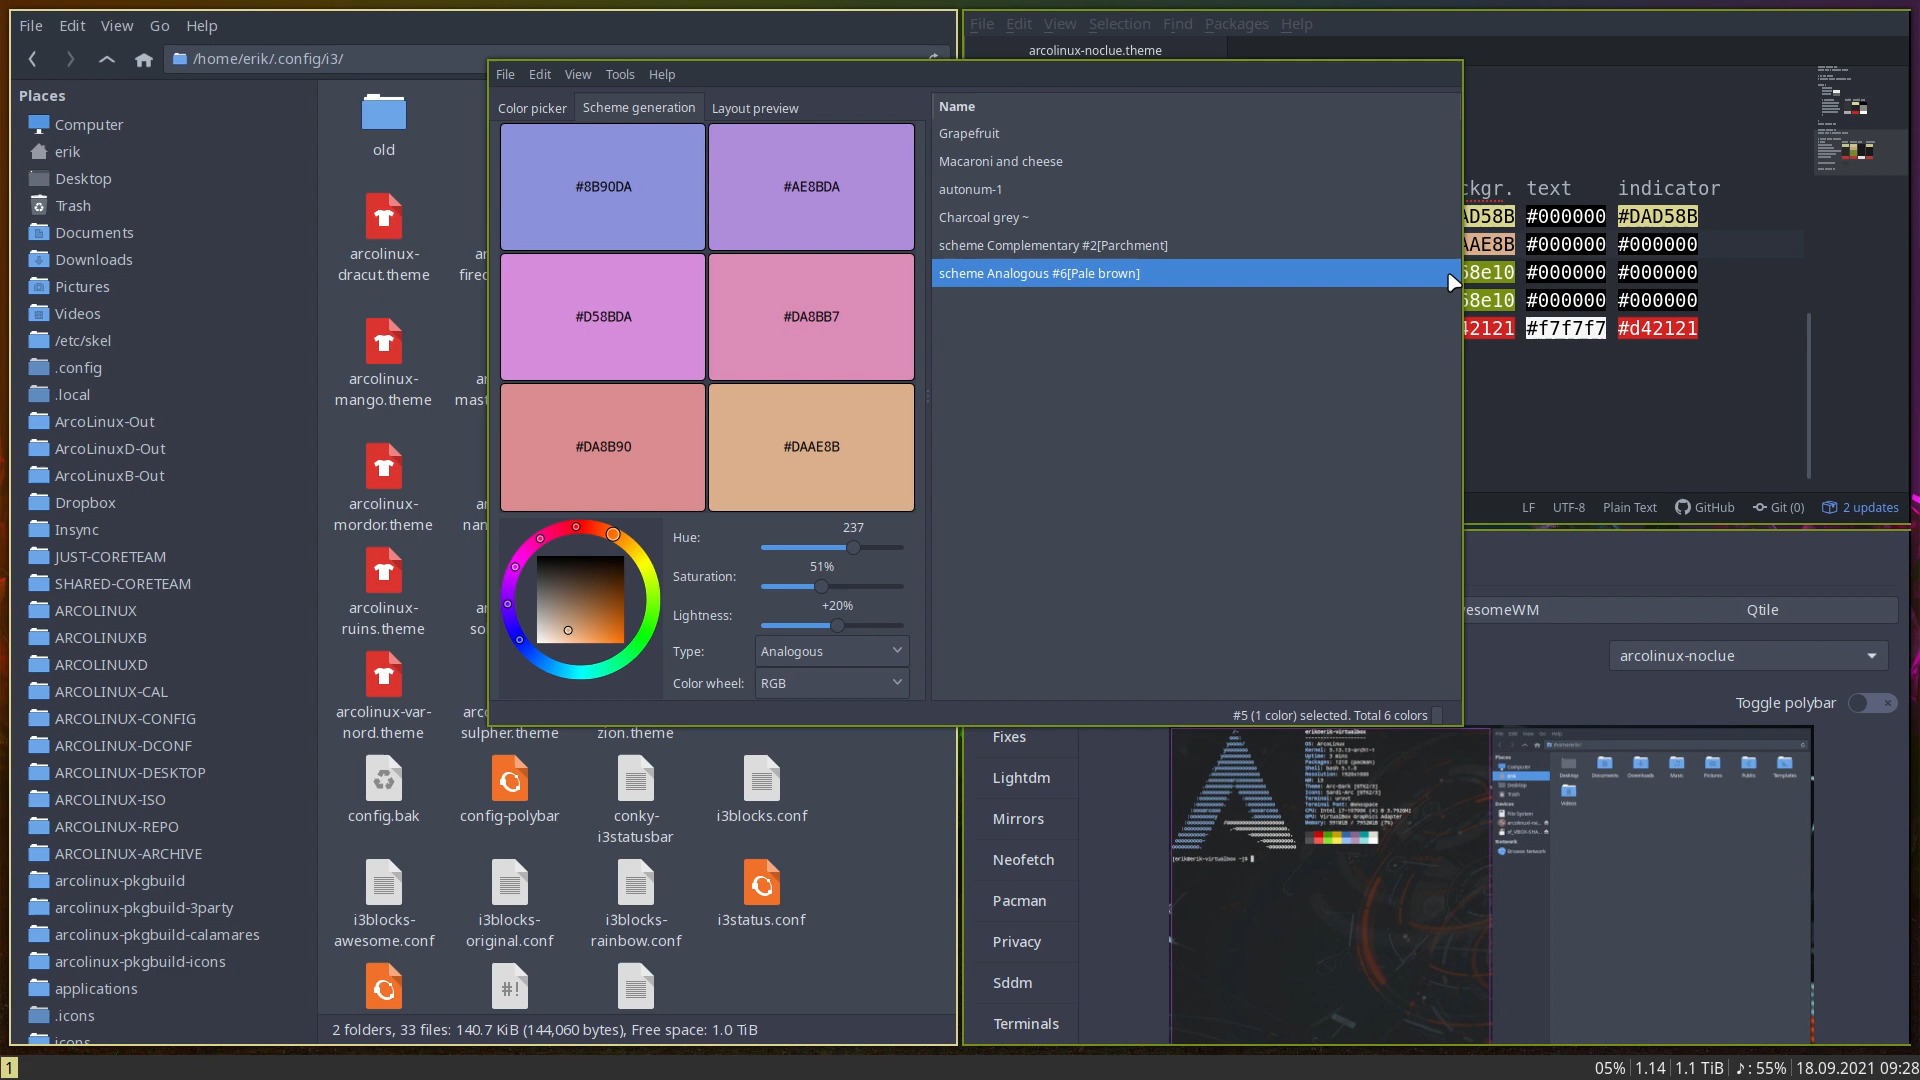 File Edit View Go Help
/home/erik/.config/i3/
Places
Computer
erik
Desktop
Trash
Documents
Downloads
Pictures
Videos
/etc/skel
.config
.local
ArcoLinux-Out
ArcoLinuxD-Out
ArcoLinuxB-Out
Dropbox
Insync
JUST-CORETEAM
SHARED-CORETEAM
ARCOLINUX
ARCOLINUXB
ARCOLINUXD
ARCOLINUX-CAL
ARCOLINUX-CONFIG
ARCOLINUX-DCONF
ARCOLINUX-DESKTOP
ARCOLINUX-ISO
ARCOLINUX-REPO
ARCOLINUX-ARCHIVE
arcolinux-pkgbuild
arcolinux-pkgbuild-3party
arcolinux-pkgbuild-calamares
arcolinux-pkgbuild-icons
applications
.icons
icons
old
arcolinux-
dracut.theme
arcolinux-
mango.theme
arcolinux-
mordor.theme
arcolinux-
ruins.theme
arcolinux-var-
nord.theme
sulpher.theme
zion.theme
config.bak
config-polybar
conky-
i3statusbar
i3blocks.conf
i3blocks-
awesome.conf
i3blocks-
original.conf
i3blocks-
rainbow.conf
i3status.conf
2 folders, 33 files: 140.7 KiB (144,060 bytes), Free space: 1.0 TiB
File Edit View Tools Help
Color picker Scheme generation Layout preview
#8B90DA #AE8BDA
#D58BDA #DA8BB7
#DA8B90 #DAAE8B
Hue: 237
Saturation: 51%
Lightness: +20%
Type: Analogous
Color wheel: RGB
Name
Grapefruit
Macaroni and cheese
autonum-1
Charcoal grey ~
scheme Complementary #2[Parchment]
scheme Analogous #6[Pale brown]
#5 (1 color) selected. Total 6 colors
File Edit View Selection Find Packages Help
arcolinux-noclue.theme
ckgr. text indicator
AD58B #000000 #DAD58B
AAE8B #000000 #000000
68e10 #000000 #000000
68e10 #000000 #000000
42121 #f7f7f7 #d42121
LF UTF-8 Plain Text GitHub Git (0) 2 updates
esomeWM Qtile
arcolinux-noclue
Toggle polybar
Fixes
Lightdm
Mirrors
Neofetch
Pacman
Privacy
Sddm
Terminals
1
05% 1.14 1.1 TiB ♪: 55% 18.09.2021 09:28